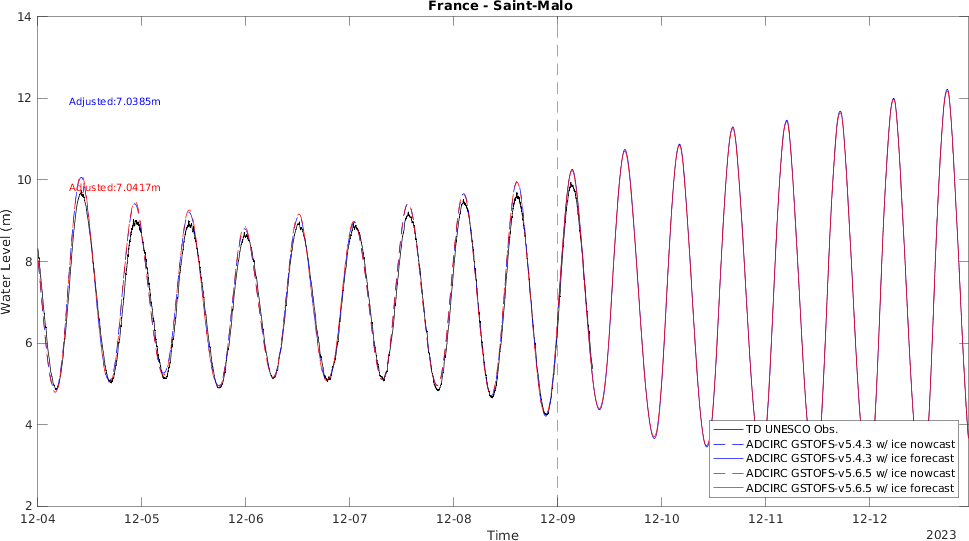 France - Saint-Malo
14
12
10
8
6
4
2
Water Level (m)
Adjusted:7.0385m
Adjusted:7.0417m
TD UNESCO Obs.
ADCIRC GSTOFS-v5.4.3 w/ ice nowcast
ADCIRC GSTOFS-v5.4.3 w/ ice forecast
ADCIRC GSTOFS-v5.6.5 w/ ice nowcast
ADCIRC GSTOFS-v5.6.5 w/ ice forecast
12-04 12-05 12-06 12-07 12-08 12-09 12-10 12-11 12-12
Time
2023